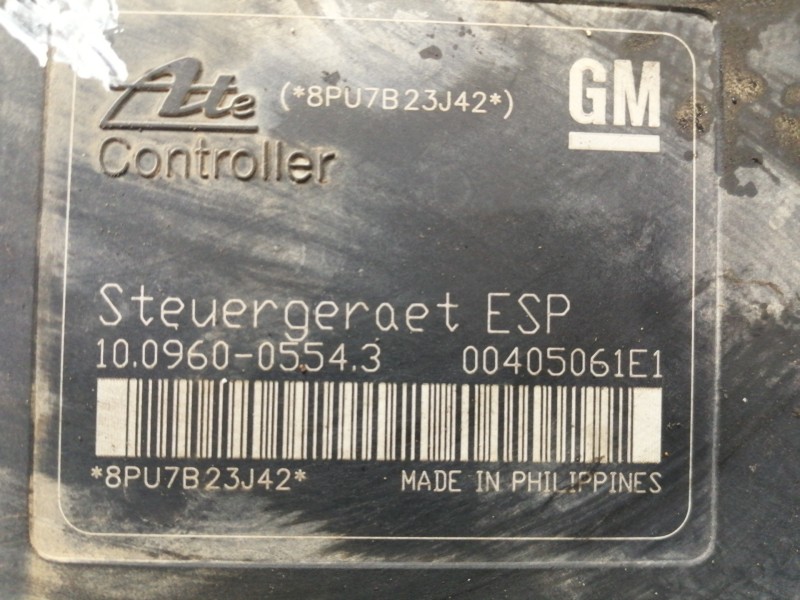 Ate (*8PU7B23J42*) GM
Controller
Steuergeraet ESP
10.0960-0554.3 00405061E1
*8PU7B23J42* MADE IN PHILIPPINES